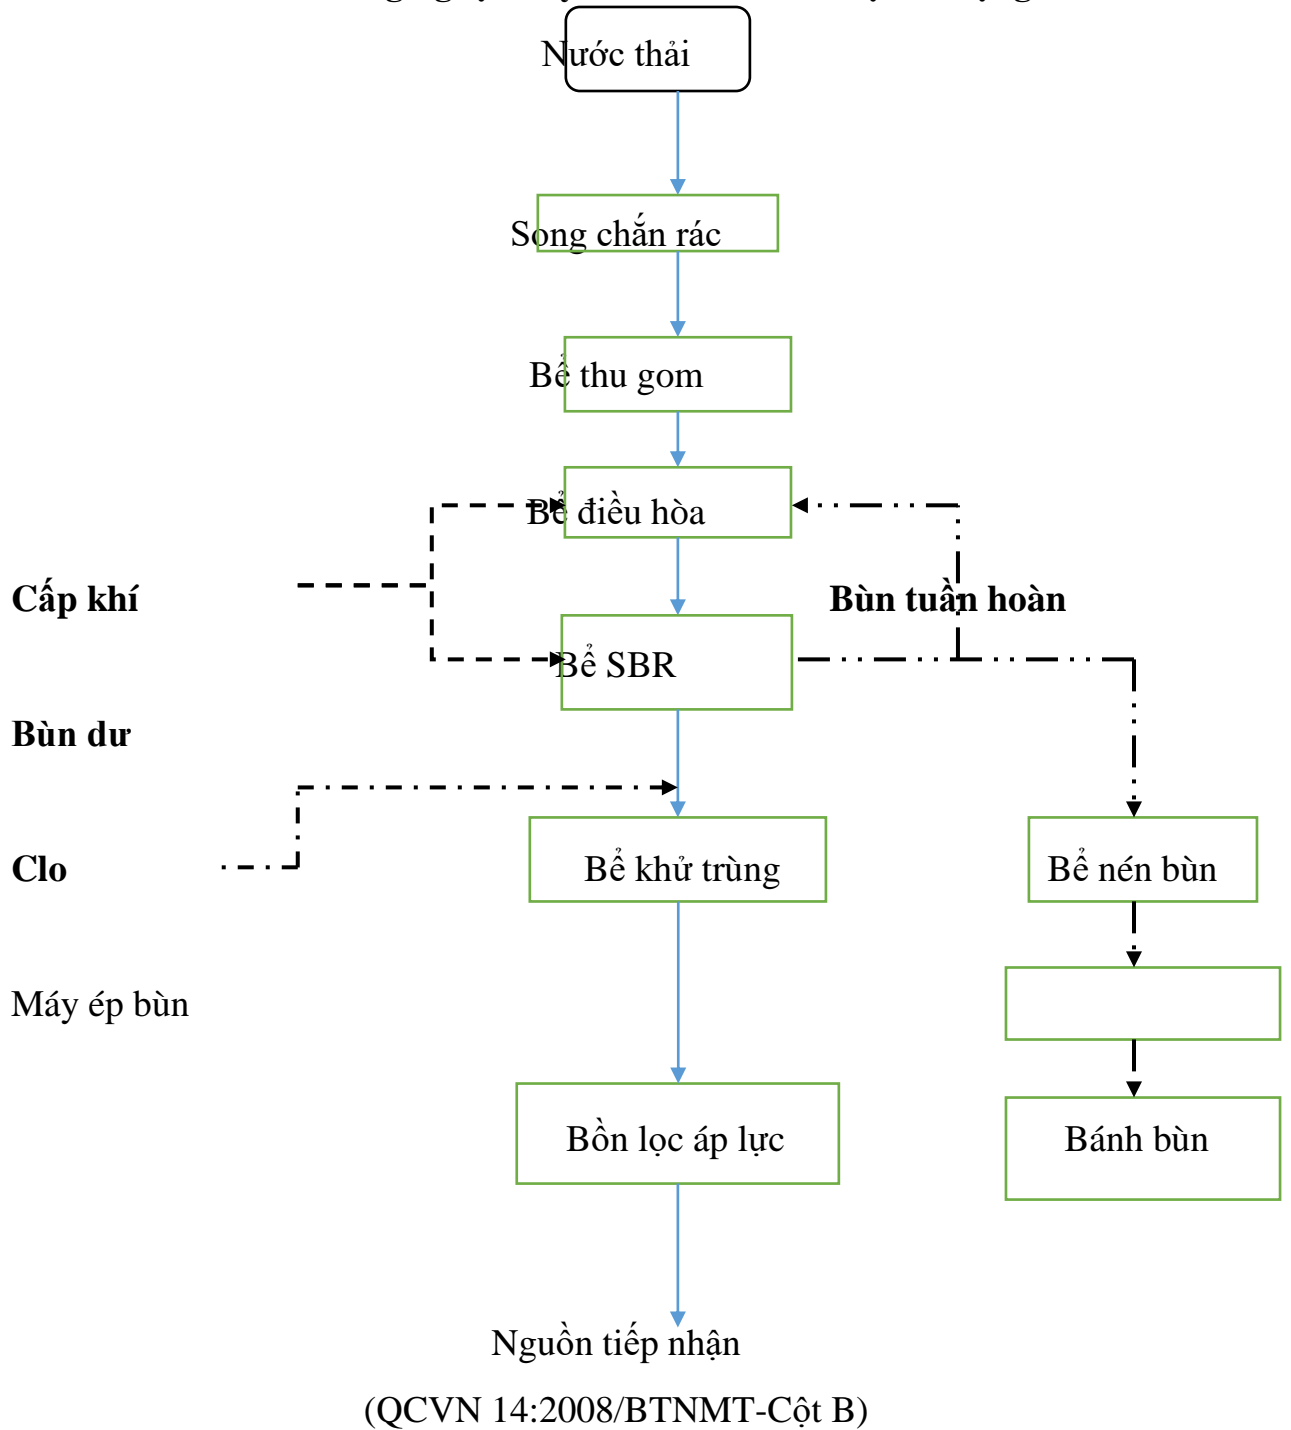 Nước thải
Song chắn rác
Bể thu gom
Bể điều hòa
Cấp khí
Bùn tuần hoàn
Bể SBR
Bùn dư
Clo
Bể khử trùng
Bể nén bùn
Máy ép bùn
Bồn lọc áp lực
Bánh bùn
Nguồn tiếp nhận
(QCVN 14:2008/BTNMT-Cột B)